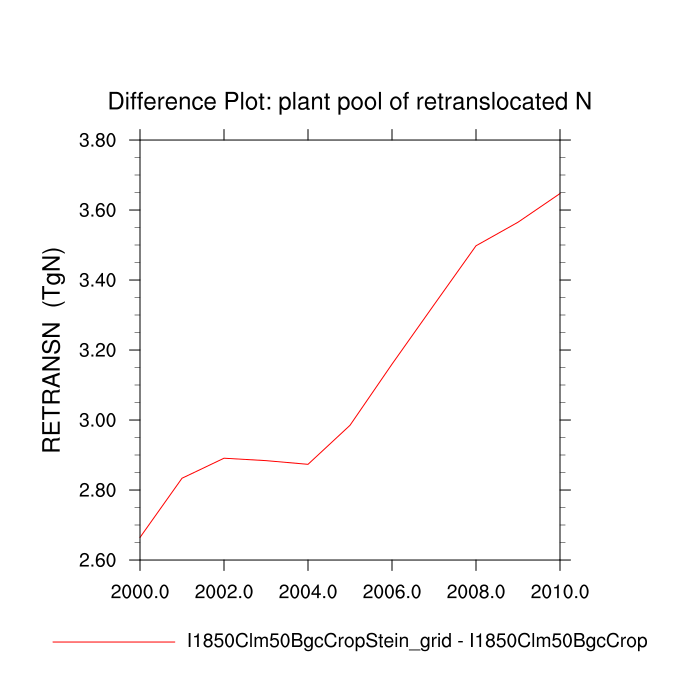 Difference Plot: plant pool of retranslocated N
RETRANSN (TgN)
3.80
3.60
3.40
3.20
3.00
2.80
2.60
2000.0 2002.0 2004.0 2006.0 2008.0 2010.0
I1850Clm50BgcCropStein_grid - I1850Clm50BgcCrop